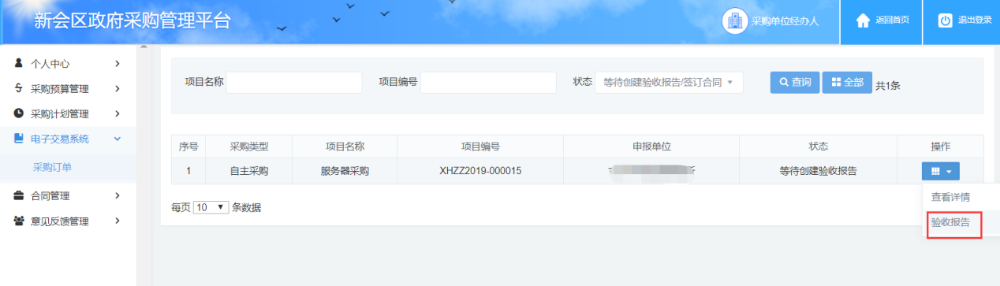 新会区政府采购管理平台
采购单位经办人
返回首页
退出登录
个人中心
采购预算管理
采购计划管理
电子交易系统
采购订单
合同管理
意见反馈管理
项目名称 项目编号 状态 等待创建验收报告/签订合同 查询 全部 共1条
序号 采购类型 项目名称 项目编号 申报单位 状态 操作
1 自主采购 服务器采购 XHZZ2019-000015 等待创建验收报告
每页 10 条数据
查看详情
验收报告